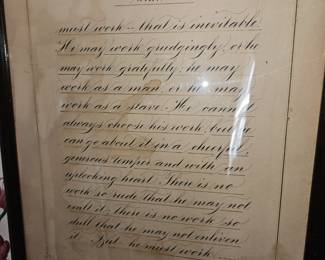 must work - that is inevitable.
He may work grudgingly, or he
may work gratefully; he may
work as a man, or he may
work as a slave. He cannot
always choose his work, but he
can go about it in a cheerful,
generous temper and with an
uplooking heart. There is no
work so rude that he may not
exalt it; there is no work so
dull that he may not enliven
it. But he must work